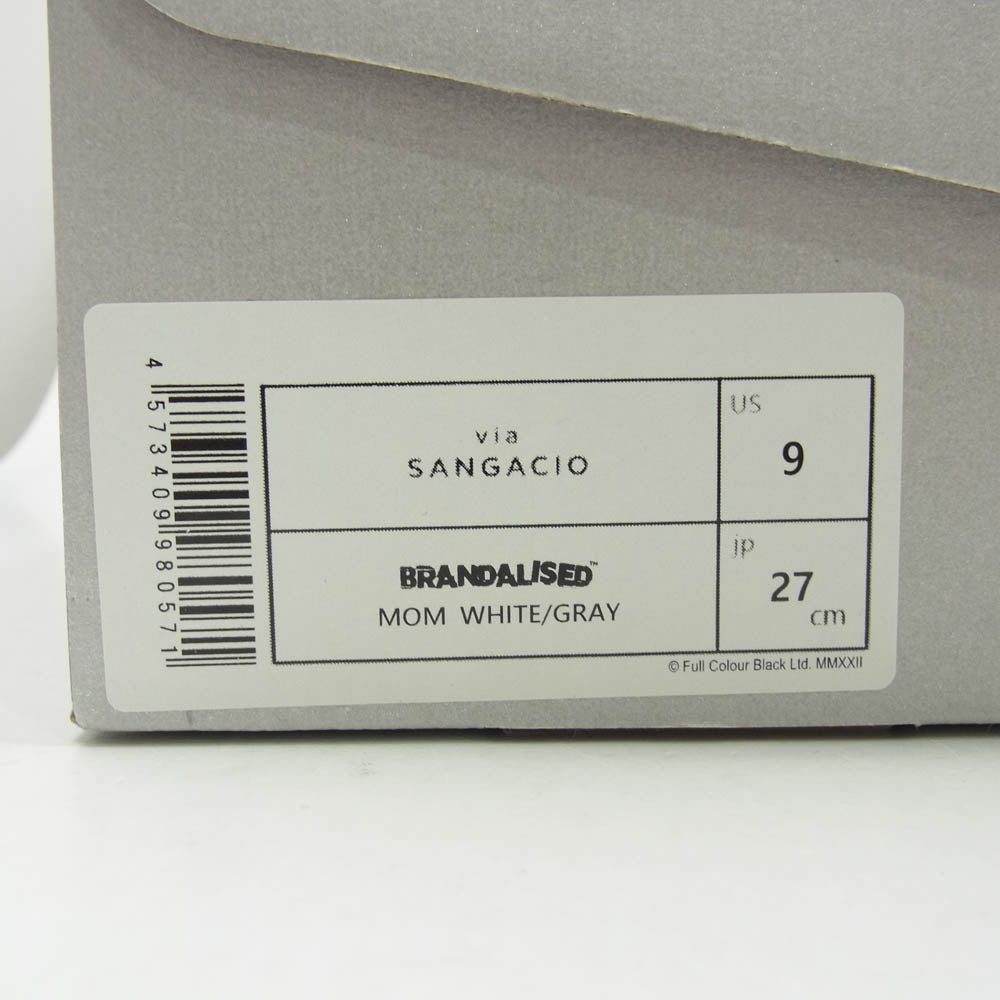 4573409980571
via
SANGACIO
US
9
BRANDALISED™
MOM WHITE/GRAY
jp
27
cm
© Full Colour Black Ltd. MMXXII